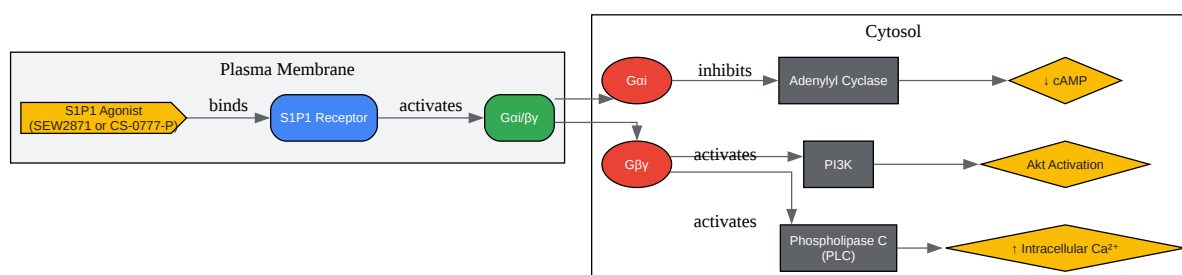 Plasma Membrane
S1P1 Agonist
(SEW2871 or CS-0777-P)
binds
S1P1 Receptor
activates
Gαi/βγ
Cytosol
Gαi
inhibits
Adenylyl Cyclase
↓ cAMP
Gβγ
activates
PI3K
Akt Activation
activates
Phospholipase C
(PLC)
↑ Intracellular Ca²⁺